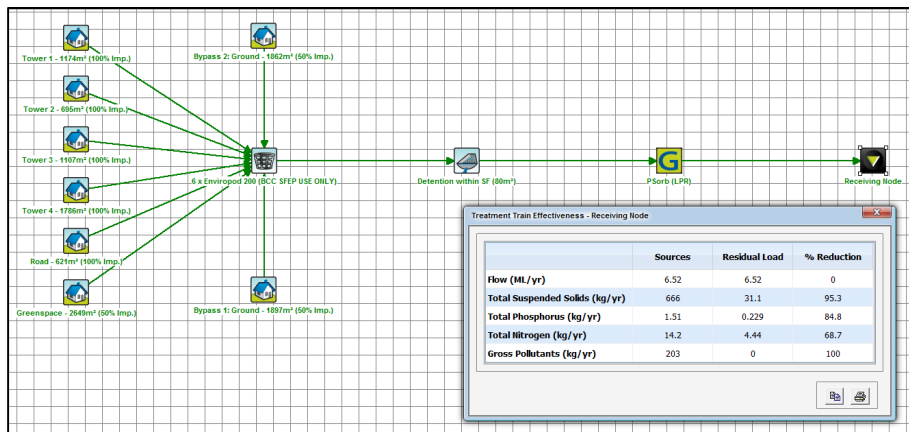 Tower 1 - 1174m² (100% Imp.)
Bypass 2: Ground - 1862m² (50% Imp.)
Tower 2 - 695m² (100% Imp.)
Tower 3 - 1107m² (100% Imp.)
6 x Enviropod 200 (BCC SFEP USE ONLY)
Detention within SF (80m²)
G
PSorb (LPR)
Receiving Node
Tower 4 - 1786m² (100% Imp.)
Road - 621m² (100% Imp.)
Greenspace - 2649m² (50% Imp.)
Bypass 1: Ground - 1897m² (50% Imp.)
Treatment Train Effectiveness - Receiving Node
Sources Residual Load % Reduction
Flow (ML/yr) 6.52 6.52 0
Total Suspended Solids (kg/yr) 666 31.1 95.3
Total Phosphorus (kg/yr) 1.51 0.229 84.8
Total Nitrogen (kg/yr) 14.2 4.44 68.7
Gross Pollutants (kg/yr) 203 0 100